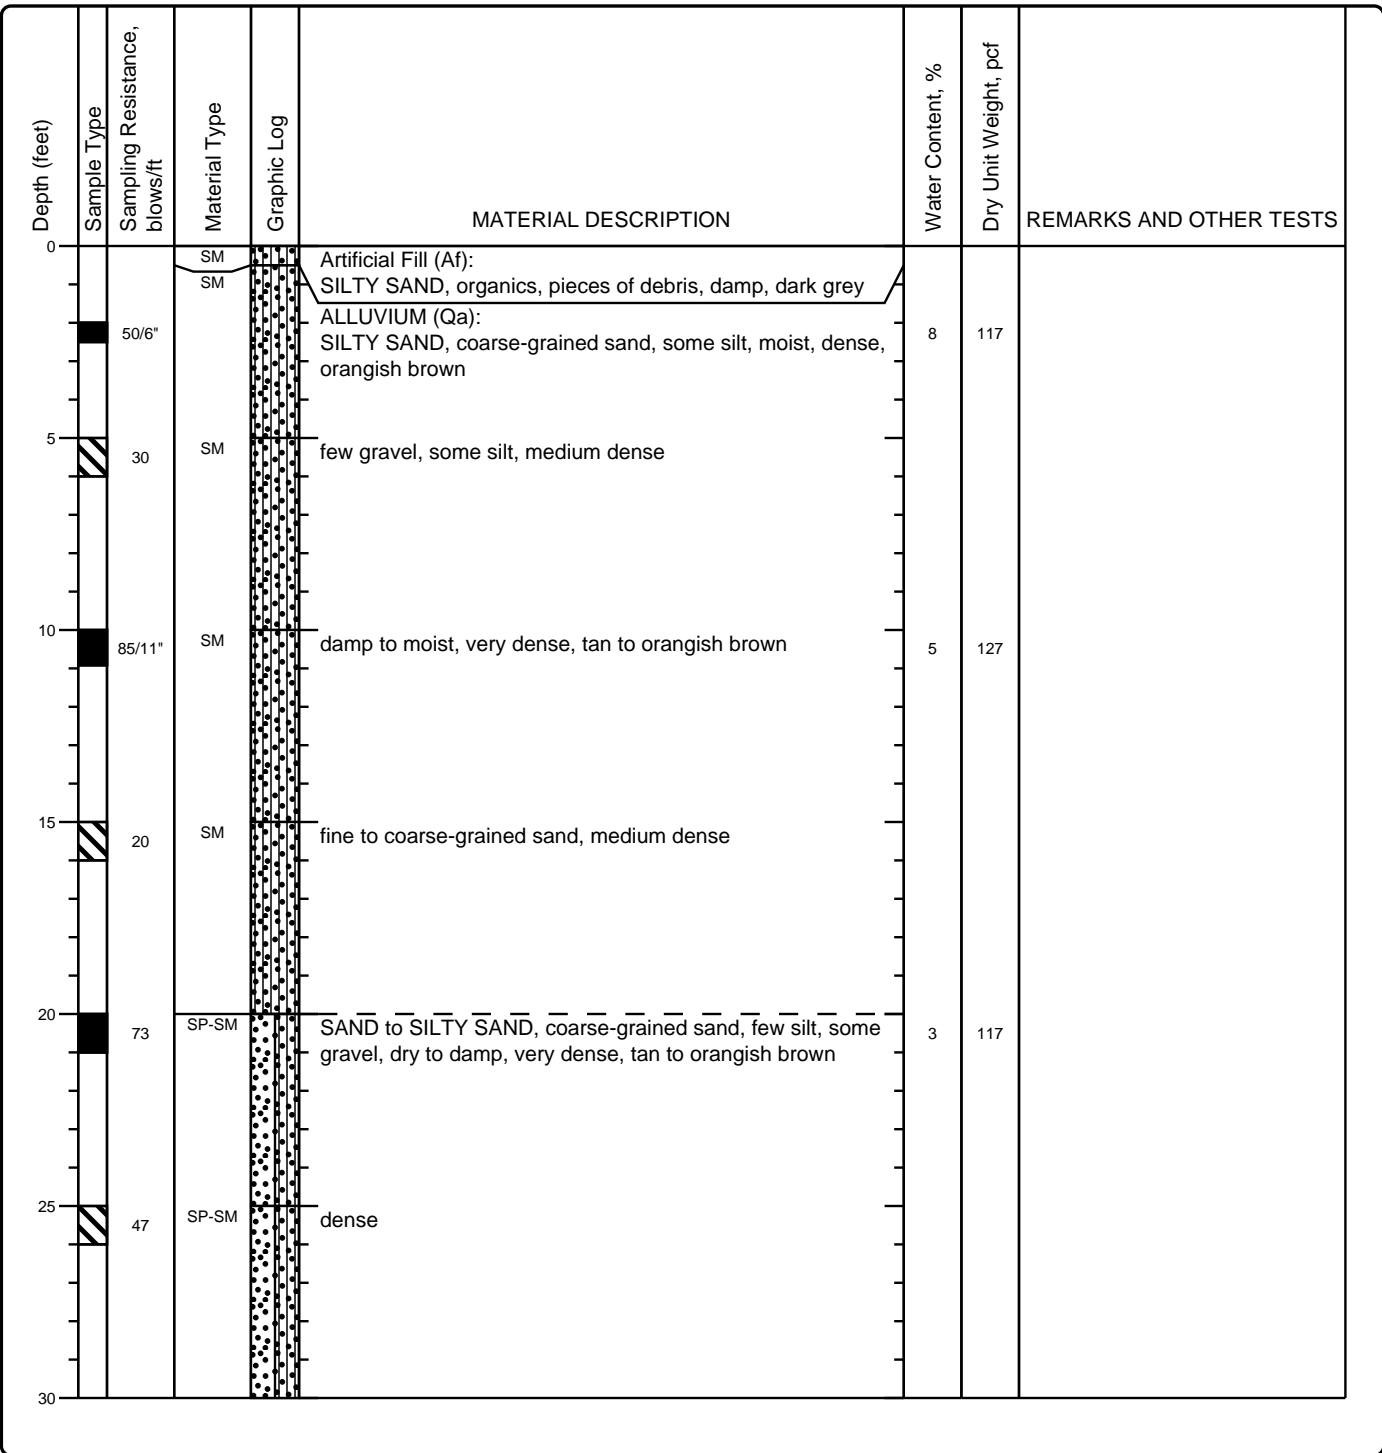 Depth (feet)
Sample Type
Sampling Resistance,
blows/ft
Material Type
Graphic Log
MATERIAL DESCRIPTION
Water Content, %
Dry Unit Weight, pcf
REMARKS AND OTHER TESTS
0
SM
Artificial Fill (Af):
SILTY SAND, organics, pieces of debris, damp, dark grey
SM
ALLUVIUM (Qa):
50/6"
8
117
SILTY SAND, coarse-grained sand, some silt, moist, dense,
orangish brown
5
30
SM
few gravel, some silt, medium dense
10
85/11"
SM
damp to moist, very dense, tan to orangish brown
5
127
15
20
SM
fine to coarse-grained sand, medium dense
20
73
SP-SM
SAND to SILTY SAND, coarse-grained sand, few silt, some
gravel, dry to damp, very dense, tan to orangish brown
3
117
25
47
SP-SM
dense
30